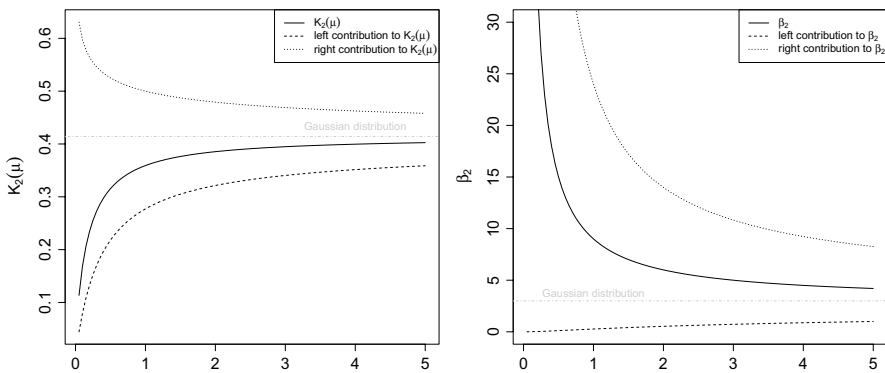 K₂(μ)
left contribution to K₂(μ)
right contribution to K₂(μ)
Gaussian distribution
K₂(μ)
0.1
0.2
0.3
0.4
0.5
0.6
0 1 2 3 4 5
β₂
left contribution to β₂
right contribution to β₂
Gaussian distribution
β₂
0
5
10
15
20
25
30
0 1 2 3 4 5